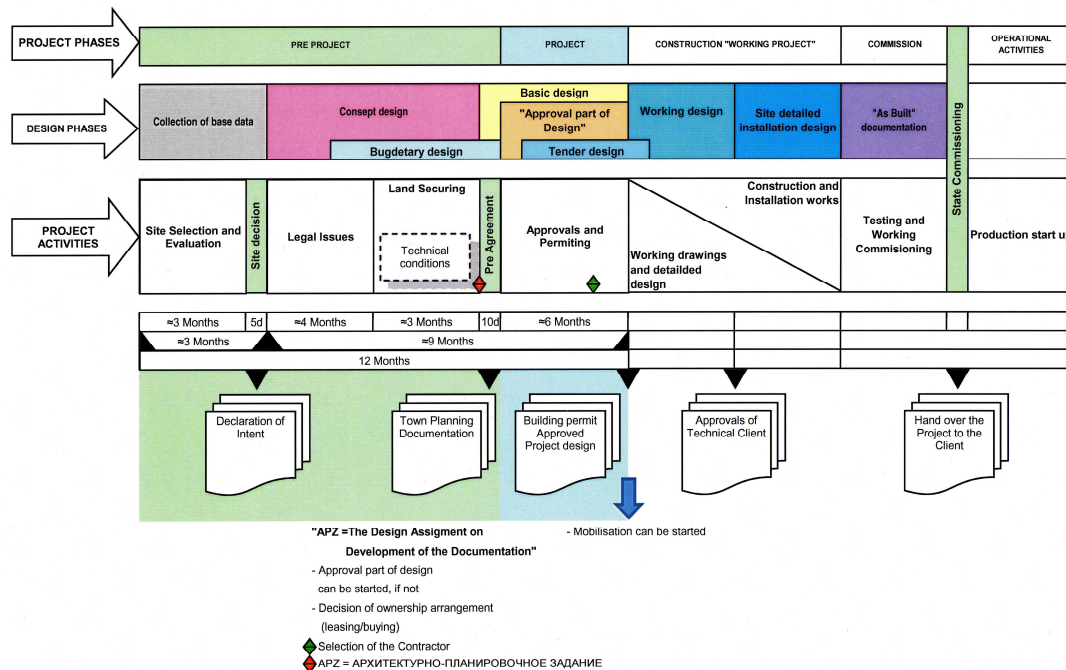 PROJECT PHASES
PRE PROJECT
PROJECT
CONSTRUCTION "WORKING PROJECT"
COMMISSION
OPERATIONAL
ACTIVITIES
DESIGN PHASES
Collection of base data
Consept design
Bugdetary design
Basic design
"Approval part of
Design"
Tender design
Working design
Site detailed
installation design
"As Built"
documentation
State Commissioning
PROJECT
ACTIVITIES
Site Selection and
Evaluation
Site decision
Legal Issues
Land Securing
Technical
conditions
Pre Agreement
Approvals and
Permiting
Construction and
Installation works
Working drawings
and detailded
design
Testing and
Working
Commisioning
Production start u
≈3 Months
5d
≈4 Months
≈3 Months
10d
≈6 Months
≈3 Months
≈9 Months
12 Months
Declaration of
Intent
Town Planning
Documentation
Building permit
Approved
Project design
Approvals of
Technical Client
Hand over the
Project to the
Client
"APZ =The Design Assigment on
Development of the Documentation"
- Approval part of design
can be started, if not
- Decision of ownership arrangement
(leasing/buying)
Selection of the Contractor
APZ = АРХИТЕКТУРНО-ПЛАНИРОВОЧНОЕ ЗАДАНИЕ
- Mobilisation can be started